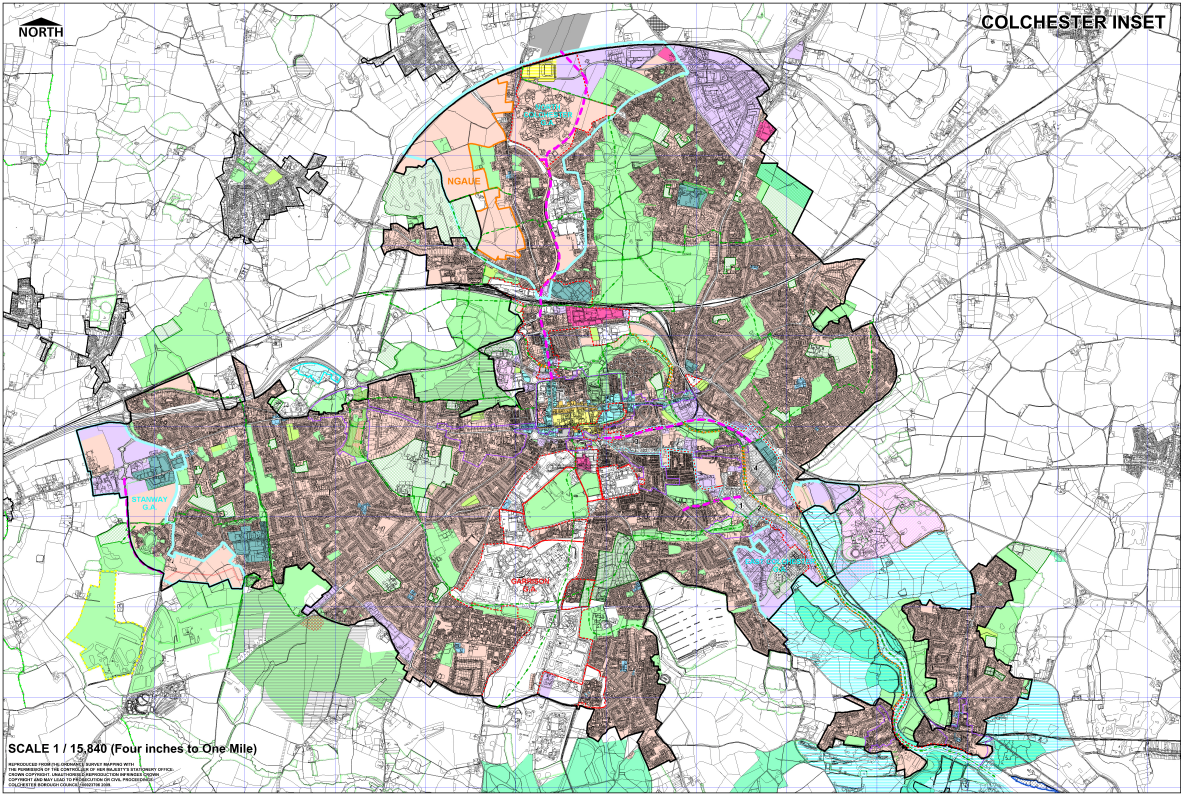 NORTH
COLCHESTER INSET
NGAUE
STANWAY
G.A.
GARRISON
G.A.
SCALE 1 / 15,840 (Four inches to One Mile)
REPRODUCED FROM THE ORDNANCE SURVEY MAPPING WITH
THE PERMISSION OF THE CONTROLLER OF HER MAJESTY'S STATIONERY OFFICE.
CROWN COPYRIGHT. UNAUTHORISED REPRODUCTION INFRINGES CROWN
COPYRIGHT AND MAY LEAD TO PROSECUTION OR CIVIL PROCEEDINGS.
COLCHESTER BOROUGH COUNCIL